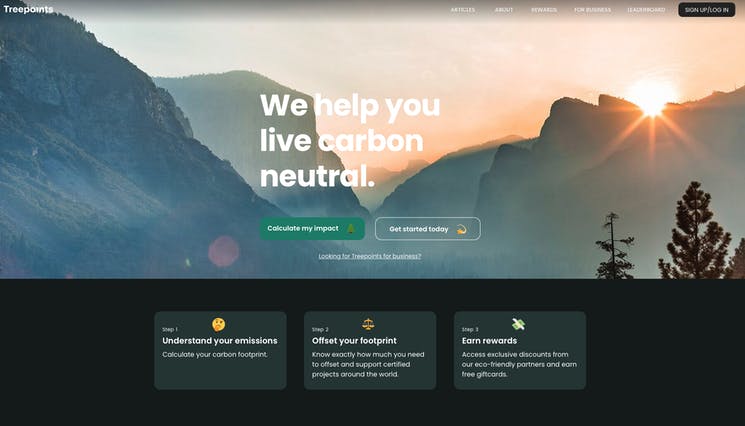 Treepoints
ARTICLES
ABOUT
REWARDS
FOR BUSINESS
LEADERBOARD
SIGN UP/LOG IN
We help you
live carbon
neutral.
Calculate my impact
Get started today
Looking for Treepoints for business?
Step 1
Understand your emissions
Calculate your carbon footprint.
Step 2
Offset your footprint
Know exactly how much you need
to offset and support certified
projects around the world.
Step 3
Earn rewards
Access exclusive discounts from
our eco-friendly partners and earn
free giftcards.